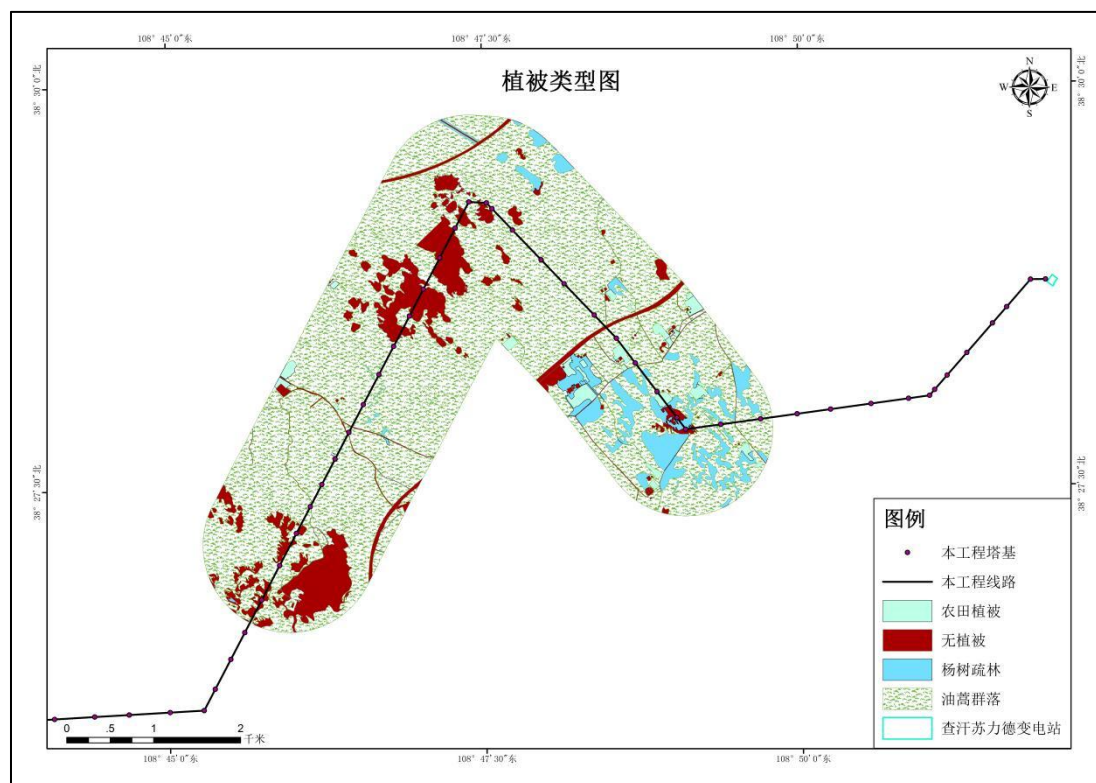 108° 45′0″东
108° 47′30″东
108° 50′0″东
植被类型图
N
W
E
S
38° 30′0″北
38° 30′0″北
38° 27′30″北
38° 27′30″北
图例
本工程塔基
本工程线路
农田植被
无植被
杨树疏林
油蒿群落
查汗苏力德变电站
0 .5 1 2
千米
108° 45′0″东
108° 47′30″东
108° 50′0″东